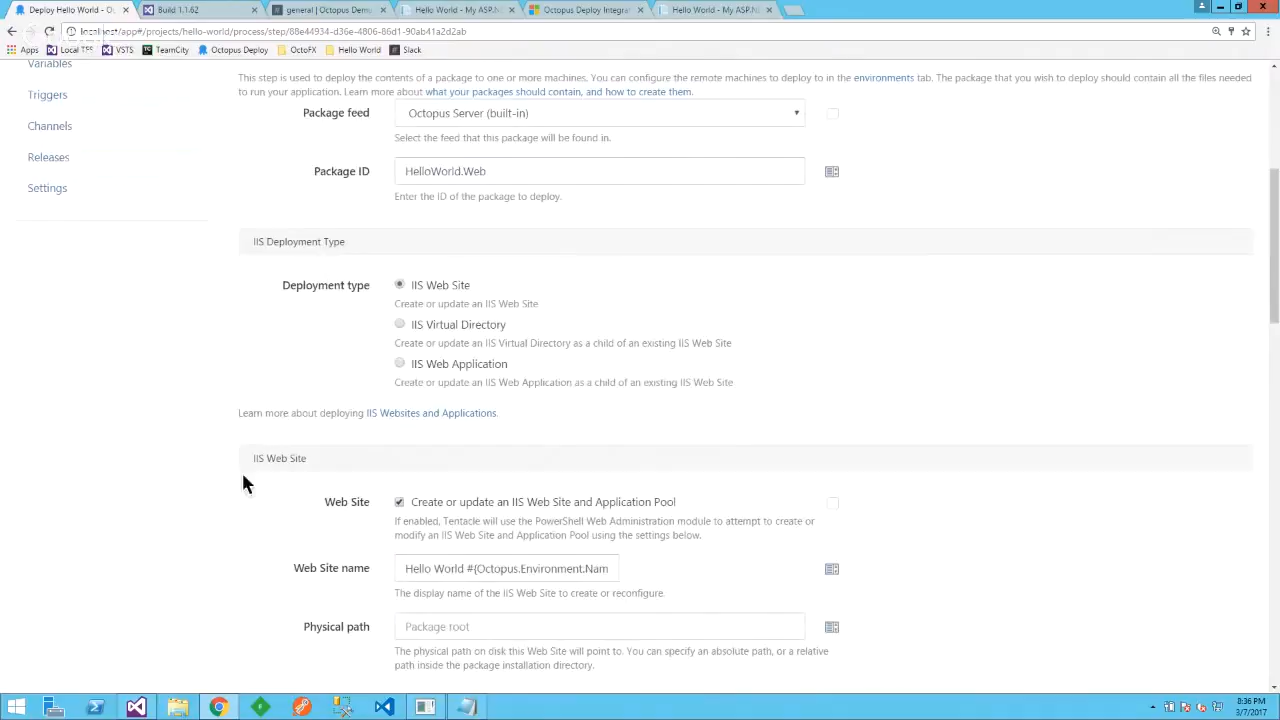 Deploy Hello World - O
Build 1.1.62
general | Octopus Demo
Hello World - My ASP.N
Octopus Deploy Integra
Hello World - My ASP.N
localhost/app#/projects/hello-world/process/step/88e44934-d36e-4806-86d1-90ab41a2d2ab
Apps
Local TFS
VSTS
TeamCity
Octopus Deploy
OctoFX
Hello World
Slack
Variables
Triggers
Channels
Releases
Settings
This step is used to deploy the contents of a package to one or more machines. You can configure the remote machines to deploy to in the environments tab. The package that you wish to deploy should contain all the files needed
to run your application. Learn more about what your packages should contain, and how to create them.
Package feed
Octopus Server (built-in)
Select the feed that this package will be found in.
Package ID
HelloWorld.Web
Enter the ID of the package to deploy.
IIS Deployment Type
Deployment type
IIS Web Site
Create or update an IIS Web Site
IIS Virtual Directory
Create or update an IIS Virtual Directory as a child of an existing IIS Web Site
IIS Web Application
Create or update an IIS Web Application as a child of an existing IIS Web Site
Learn more about deploying IIS Websites and Applications.
IIS Web Site
Web Site
Create or update an IIS Web Site and Application Pool
If enabled, Tentacle will use the PowerShell Web Administration module to attempt to create or
modify an IIS Web Site and Application Pool using the settings below.
Web Site name
Hello World #{Octopus.Environment.Nam
The display name of the IIS Web Site to create or reconfigure.
Physical path
Package root
The physical path on disk this Web Site will point to. You can specify an absolute path, or a relative
path inside the package installation directory.
8:36 PM
3/7/2017